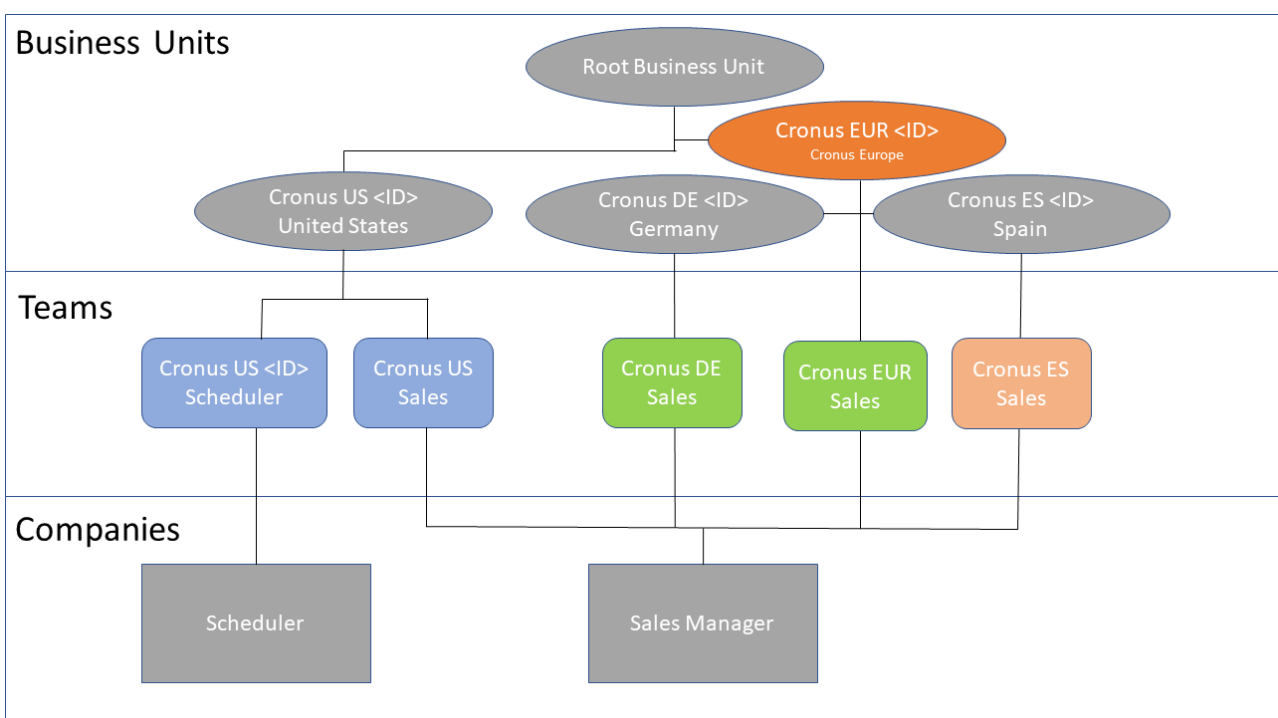 Business Units
Root Business Unit
Cronus EUR <ID>
Cronus Europe
Cronus US <ID>
United States
Cronus DE <ID>
Germany
Cronus ES <ID>
Spain
Teams
Cronus US <ID>
Scheduler
Cronus US
Sales
Cronus DE
Sales
Cronus EUR
Sales
Cronus ES
Sales
Companies
Scheduler
Sales Manager